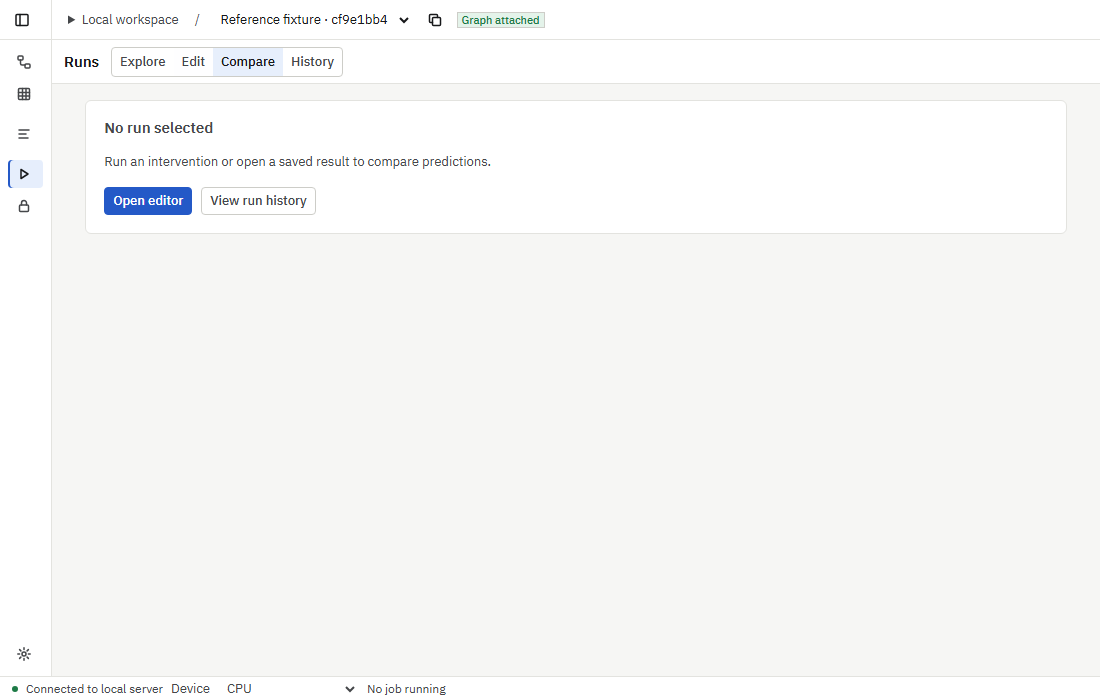 Local workspace / Reference fixture · cf9e1bb4 Graph attached
Runs Explore Edit Compare History
No run selected
Run an intervention or open a saved result to compare predictions.
Open editor View run history
Connected to local server Device CPU No job running